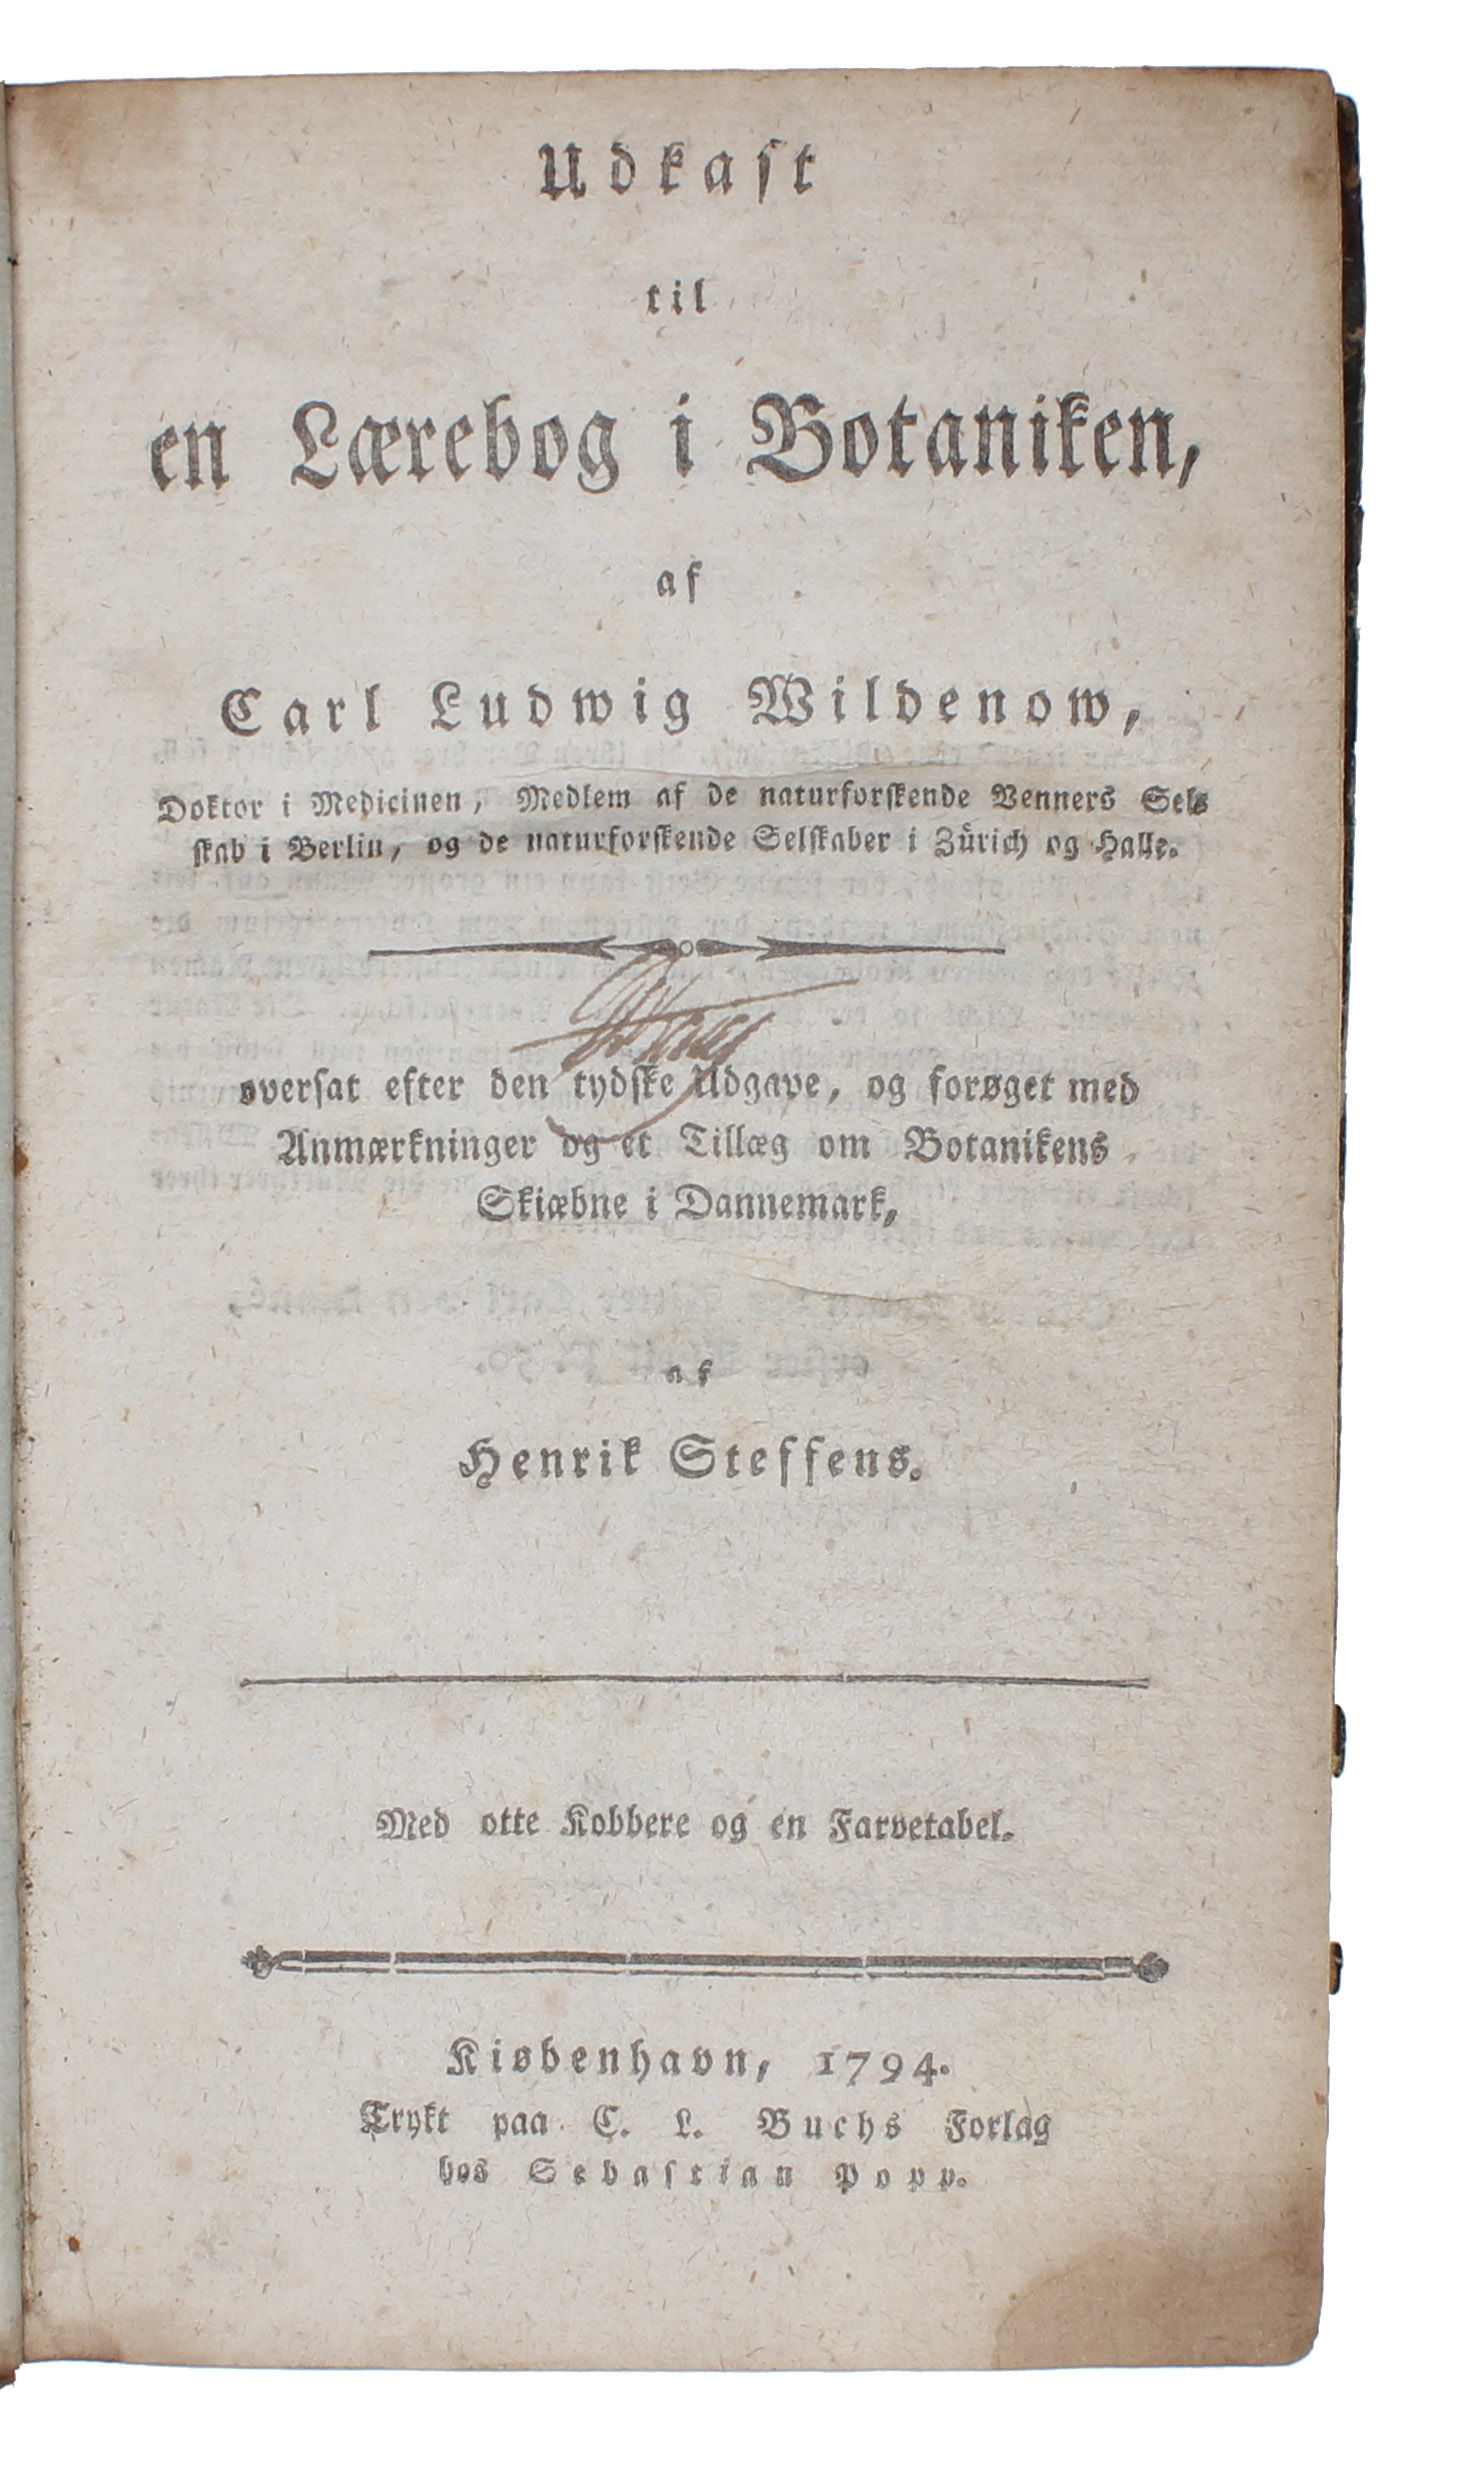 Udkast
til
en Lærebog i Botaniken,
af
Carl Ludwig Wildenow,
Doktor i Medicinen, Medlem af de naturforskende Venners Sel=
skab i Berlin, og de naturforskende Selskaber i Zürich og Halle.
oversat efter den tydske Udgave, og forøget med
Anmærkninger og et Tillæg om Botanikens
Skiæbne i Dannemark,
af
Henrik Steffens.
Med otte Kobbere og en Farvetabel.
Kiøbenhavn, 1794.
Trykt paa C. L. Buchs Forlag
hos Sebastian Popp.